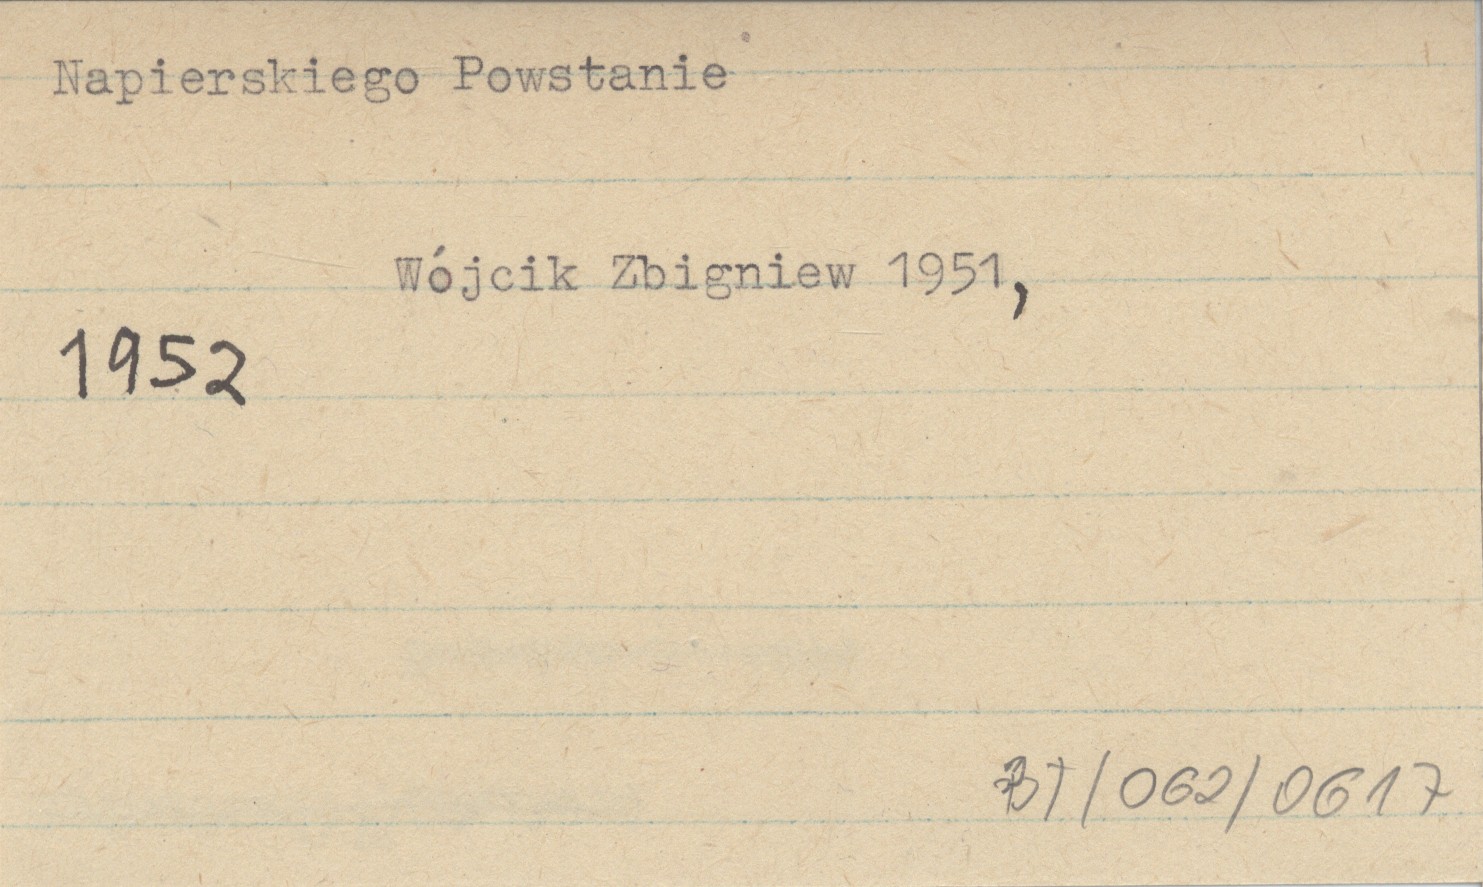 Napierskiego Powstanie
Wójcik Zbigniew 1951,
1952
BT/062/0617